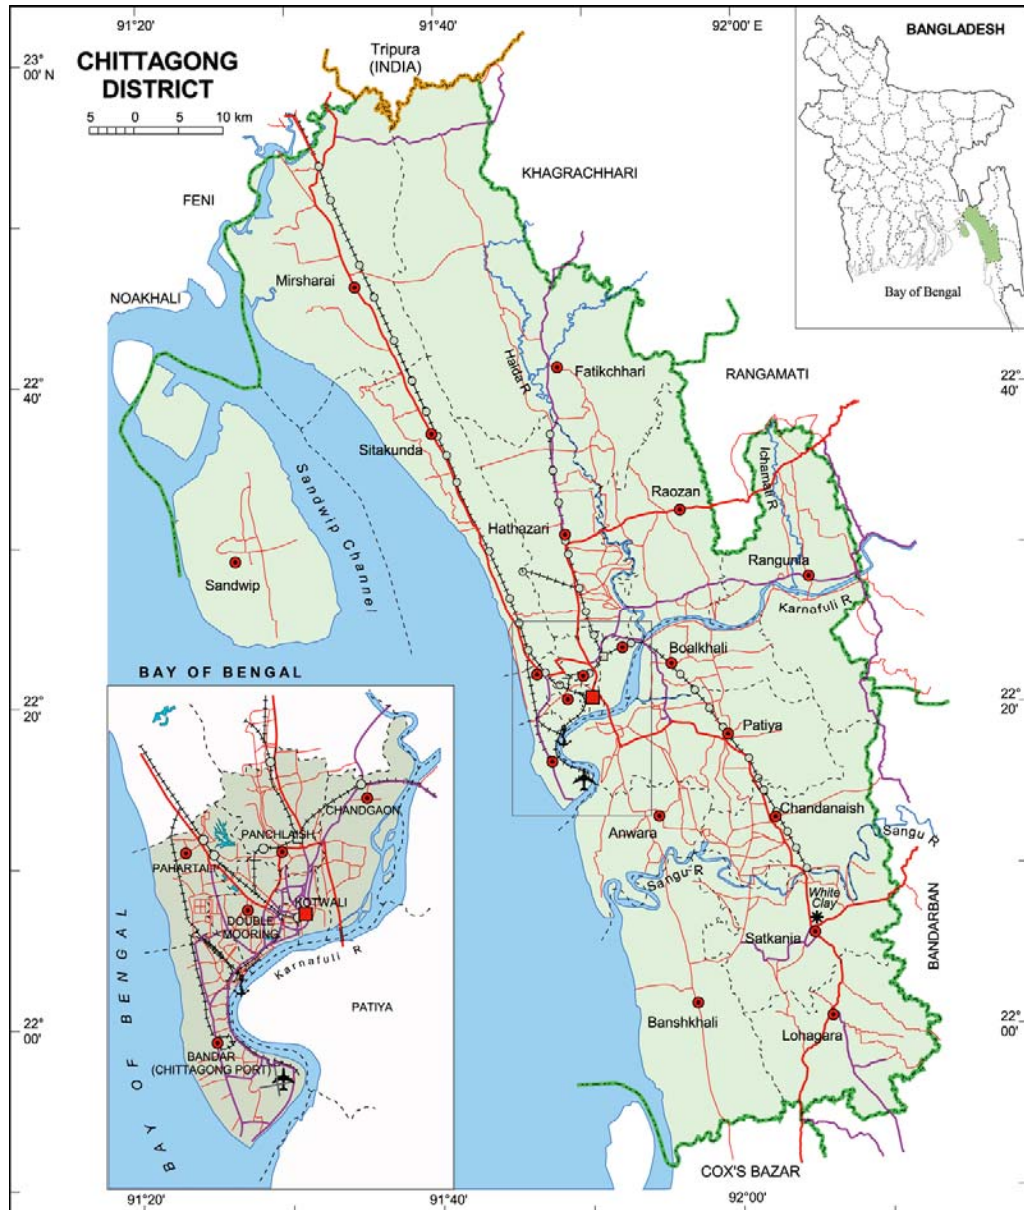 91°20'
91°40'
92°00' E
23°
00' N
CHITTAGONG
DISTRICT
5 0 5 10 km
Tripura
(INDIA)
BANGLADESH
Bay of Bengal
KHAGRACHHARI
FENI
NOAKHALI
Mirsharai
Halda R
Fatikchhari
RANGAMATI
22°
40'
22°
40'
Sitakunda
Sandwip Channel
Ichamati R
Raozan
Hathazari
Rangunia
Sandwip
Karnafuli R
Boalkhali
BAY OF BENGAL
22°
20'
22°
20'
Patiya
Chandanaish
Anwara
Sangu R
Sangu R
White
Clay
Satkania
BANDARBAN
Banshkhali
Lohagara
22°
00'
22°
00'
COX'S BAZAR
CHANDGAON
PANCHLAISH
PAHARTALI
KOTWALI
DOUBLE
MOORING
Karnafuli R
PATIYA
BANDAR
(CHITTAGONG PORT)
BAY OF BENGAL
91°20'
91°40'
92°00'